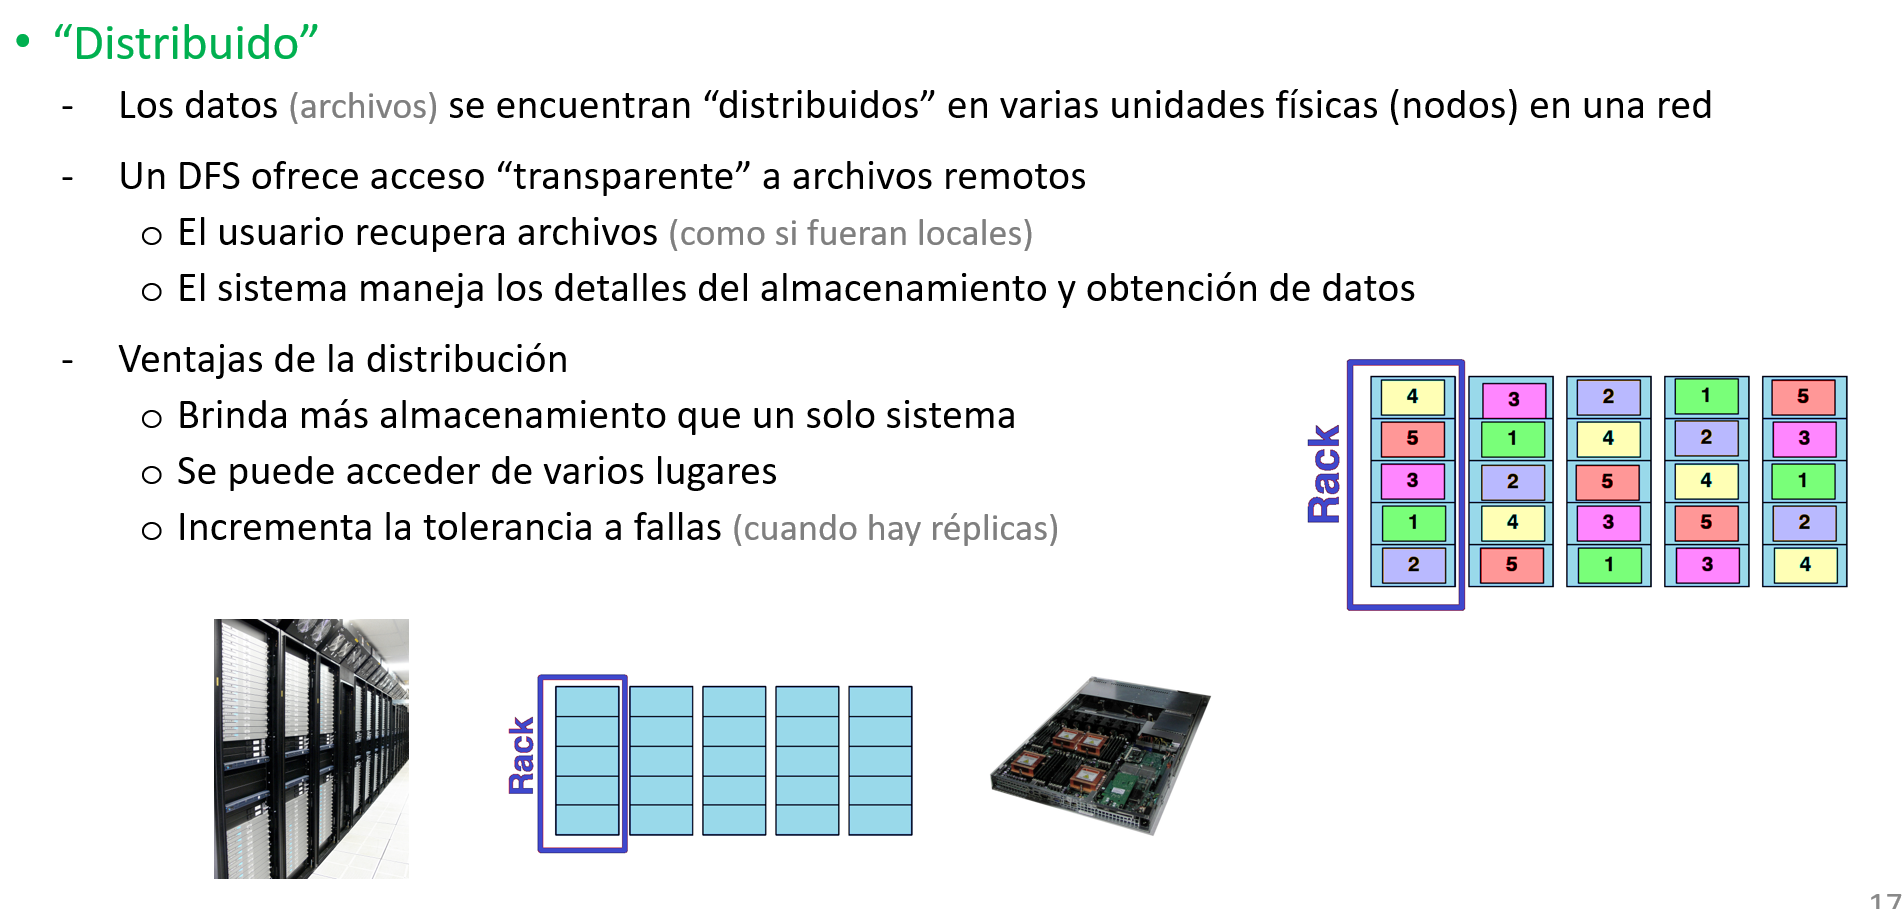 • “Distribuido”
- Los datos (archivos) se encuentran “distribuidos” en varias unidades físicas (nodos) en una red
- Un DFS ofrece acceso “transparente” a archivos remotos
o El usuario recupera archivos (como si fueran locales)
o El sistema maneja los detalles del almacenamiento y obtención de datos
- Ventajas de la distribución
o Brinda más almacenamiento que un solo sistema
o Se puede acceder de varios lugares
o Incrementa la tolerancia a fallas (cuando hay réplicas)
Rack
4 3 2 1 5
5 1 4 2 3
3 2 5 4 1
1 4 3 5 2
2 5 1 3 4
Rack
17